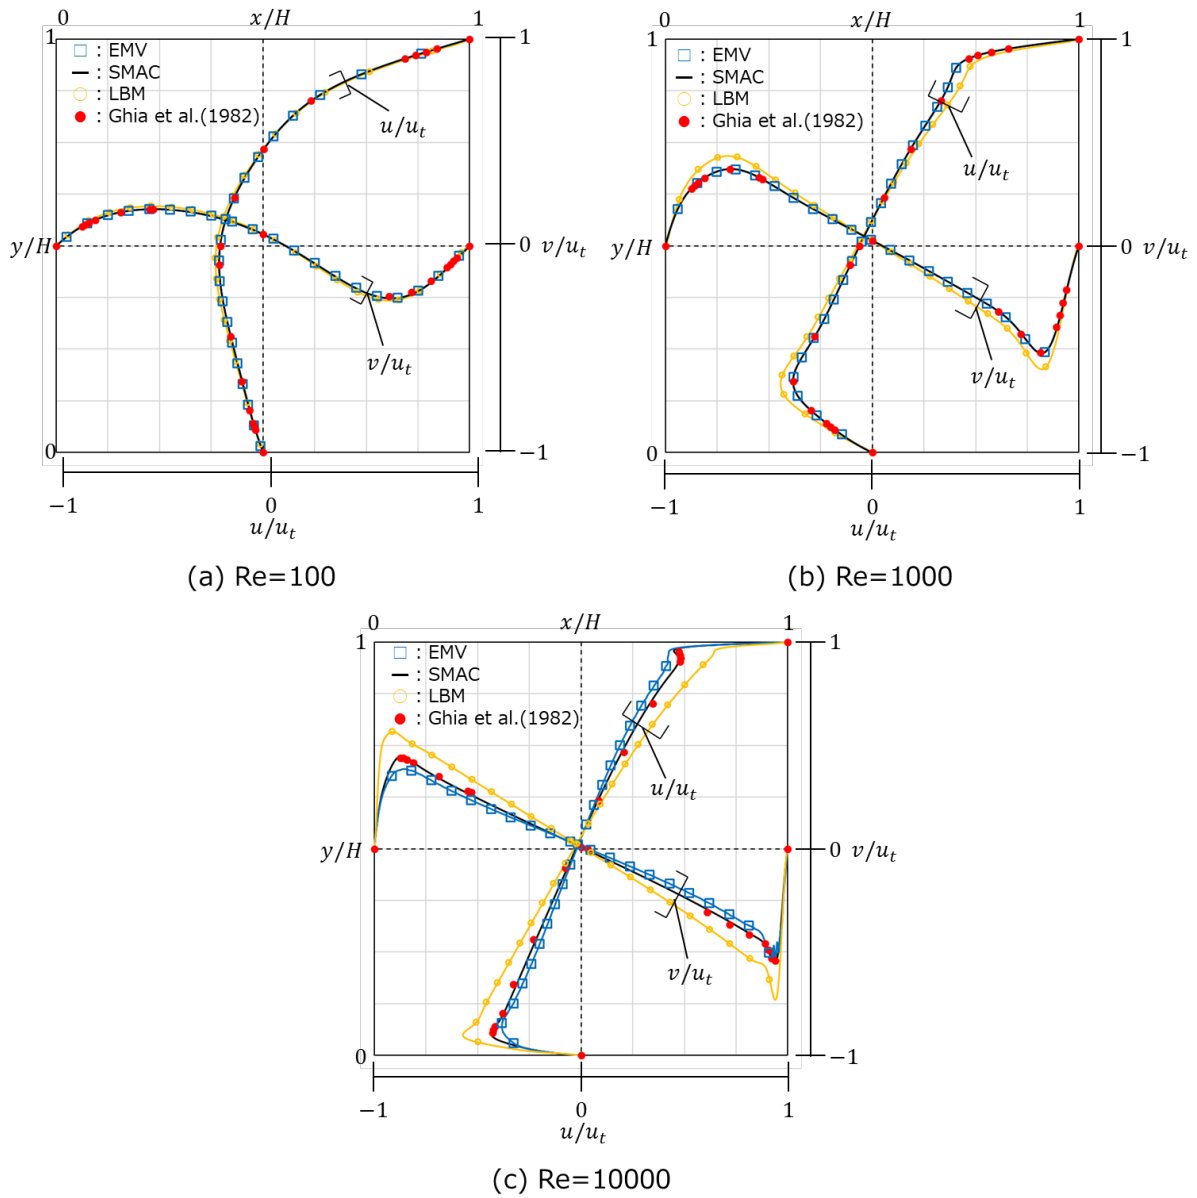 0 x/H 1
1 1
: EMV
: SMAC
: LBM
: Ghia et al.(1982)
u/u_t
y/H 0 v/u_t
v/u_t
0 −1
−1 0 1
u/u_t
(a) Re=100
0 x/H 1
1 1
: EMV
: SMAC
: LBM
: Ghia et al.(1982)
u/u_t
y/H 0 v/u_t
v/u_t
0 −1
−1 0 1
u/u_t
(b) Re=1000
0 x/H 1
1 1
: EMV
: SMAC
: LBM
: Ghia et al.(1982)
u/u_t
y/H 0 v/u_t
v/u_t
0 −1
−1 0 1
u/u_t
(c) Re=10000